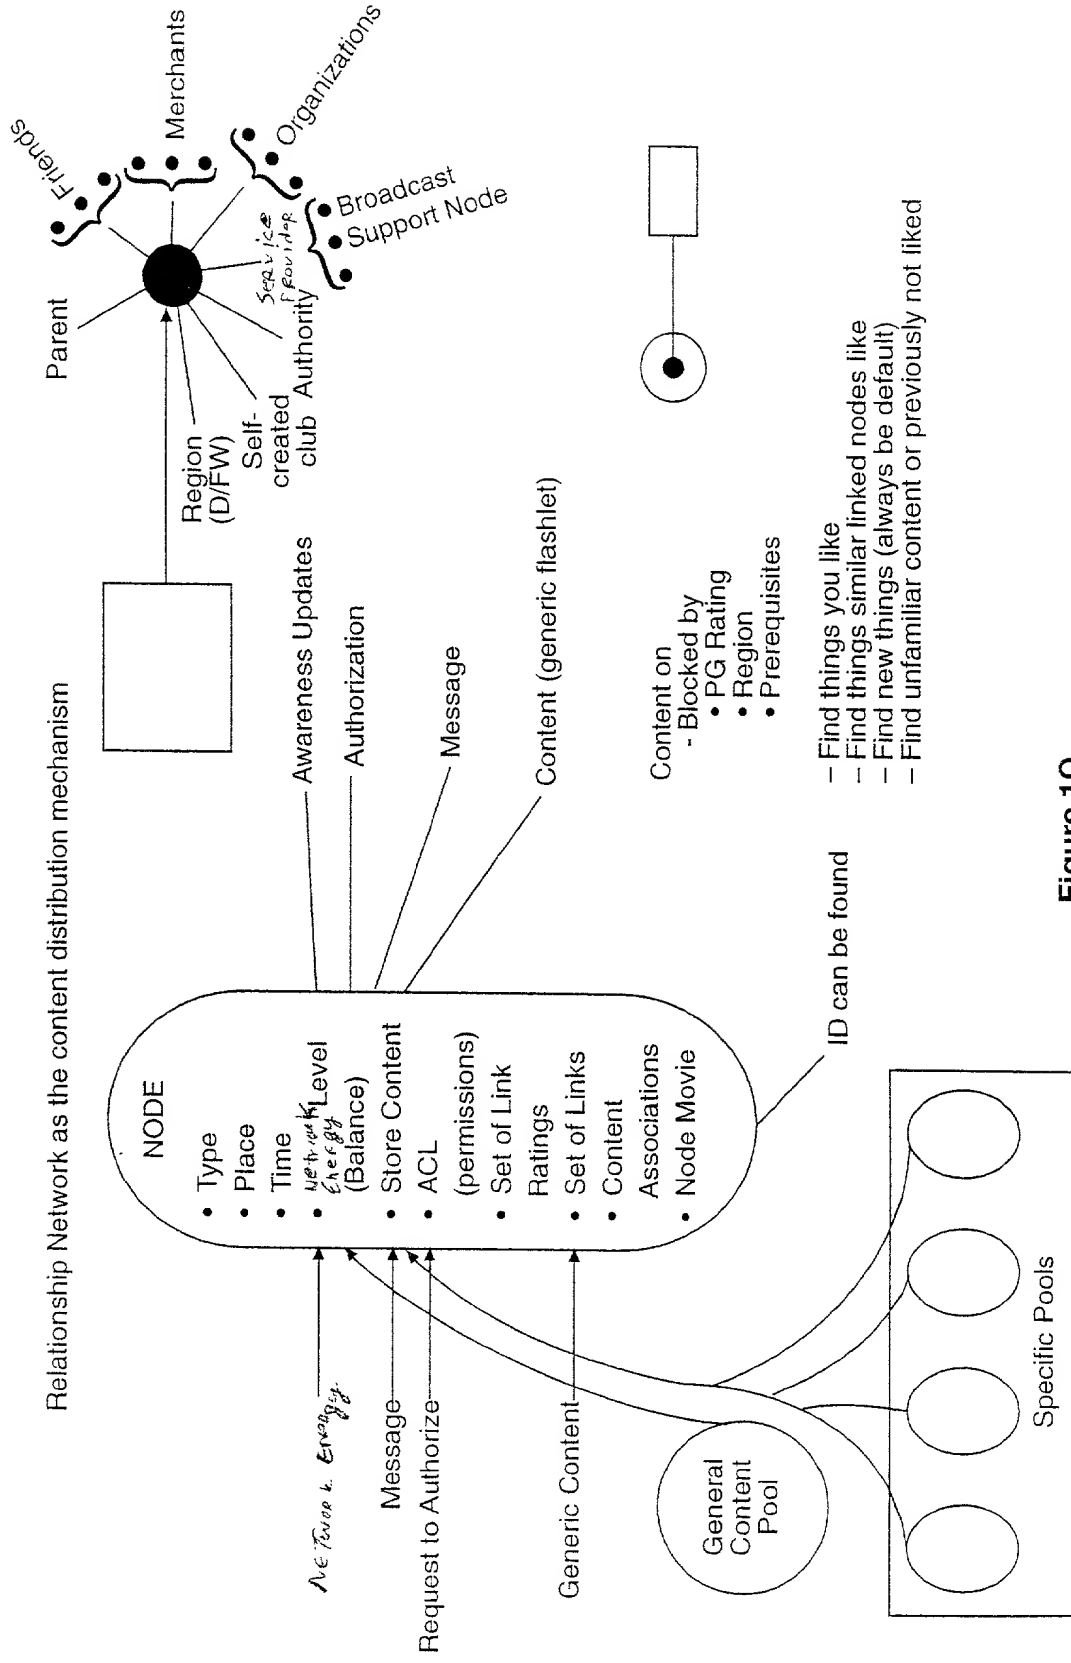 Relationship Network as the content distribution mechanism
NODE
• Type
• Place
• Time
• Network
Energy Level
(Balance)
• Store Content
• ACL
(permissions)
• Set of Link
Ratings
• Set of Links
• Content
Associations
• Node Movie
Network Energy
Message
Request to Authorize
Generic Content
General
Content
Pool
Specific Pools
ID can be found
Awareness Updates
Authorization
Message
Content (generic flashlet)
Parent
Friends
Merchants
Organizations
Broadcast
Support Node
Service
Provider
Authority
Self-
created
club
Region
(D/FW)
Content on
- Blocked by
• PG Rating
• Region
• Prerequisites
– Find things you like
– Find things similar linked nodes like
– Find new things (always be default)
– Find unfamiliar content or previously not liked